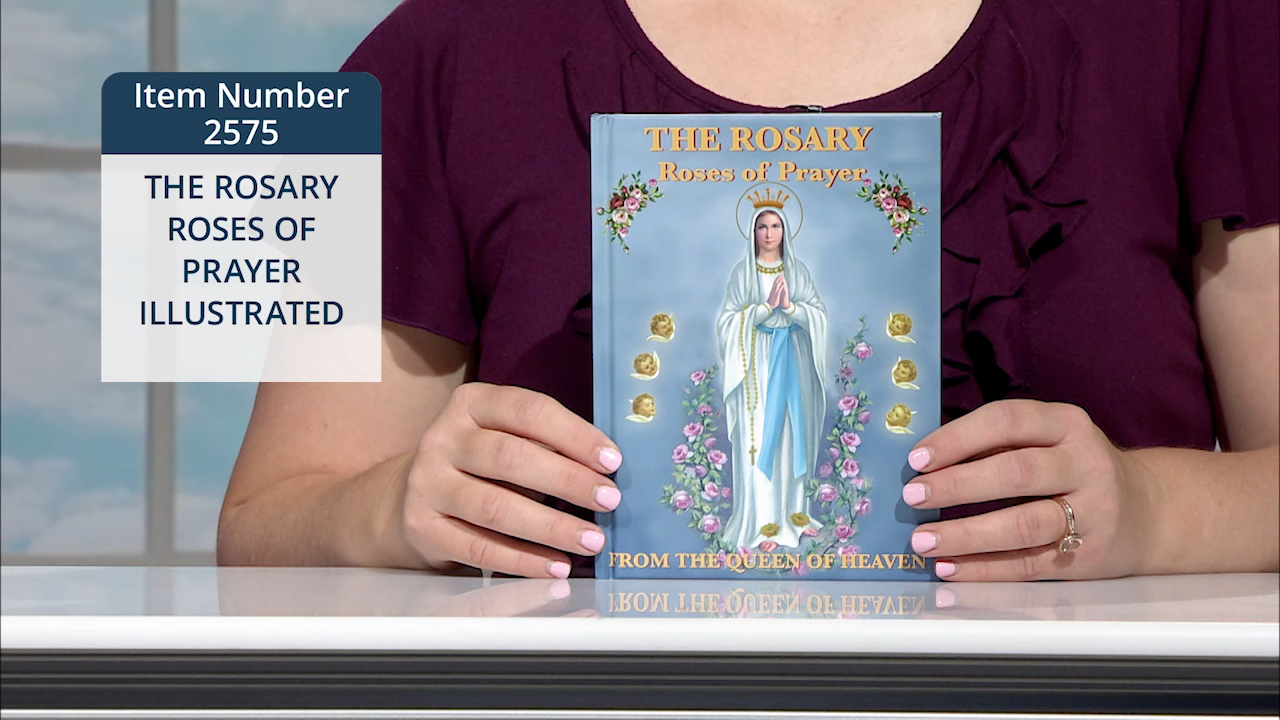 Item Number
2575
THE ROSARY
ROSES OF
PRAYER
ILLUSTRATED
THE ROSARY
Roses of Prayer
FROM THE QUEEN OF HEAVEN